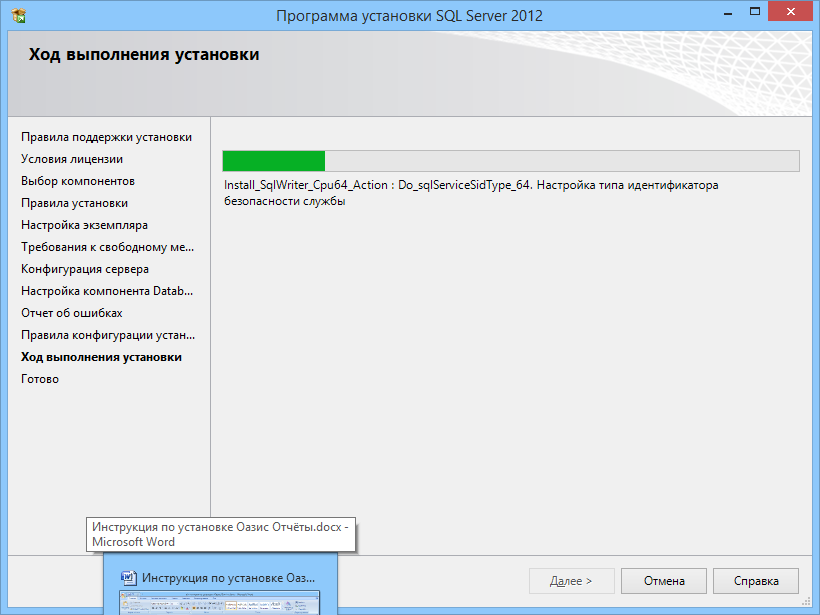 Программа установки SQL Server 2012
Ход выполнения установки
Правила поддержки установки
Условия лицензии
Выбор компонентов
Правила установки
Настройка экземпляра
Требования к свободному ме...
Конфигурация сервера
Настройка компонента Datab...
Отчет об ошибках
Правила конфигурации устан...
Ход выполнения установки
Готово
Install_SqlWriter_Cpu64_Action : Do_sqlServiceSidType_64. Настройка типа идентификатора
безопасности службы
Инструкция по установке Оазис Отчёты.docx -
Microsoft Word
Инструкция по установке Оаз...
Далее >
Отмена
Справка